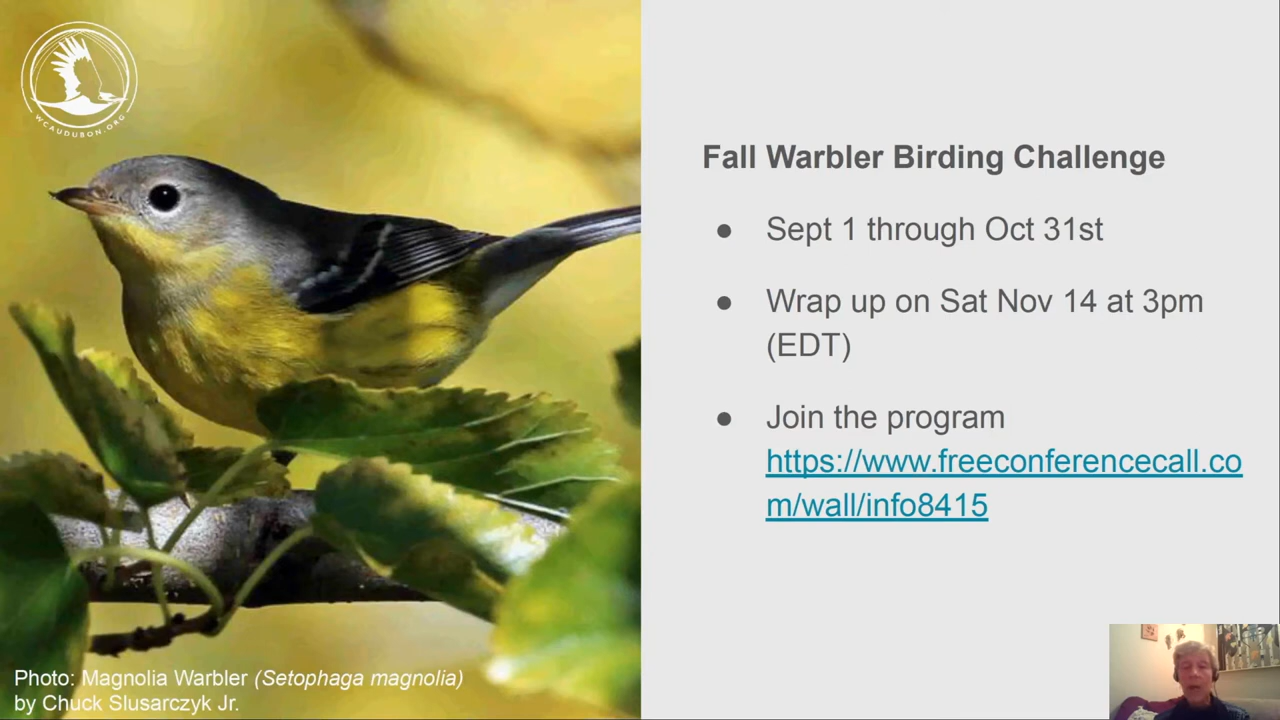 WCAUDUBON.ORG
Fall Warbler Birding Challenge
● Sept 1 through Oct 31st
● Wrap up on Sat Nov 14 at 3pm
(EDT)
● Join the program
https://www.freeconferencecall.co
m/wall/info8415
Photo: Magnolia Warbler (Setophaga magnolia)
by Chuck Slusarczyk Jr.